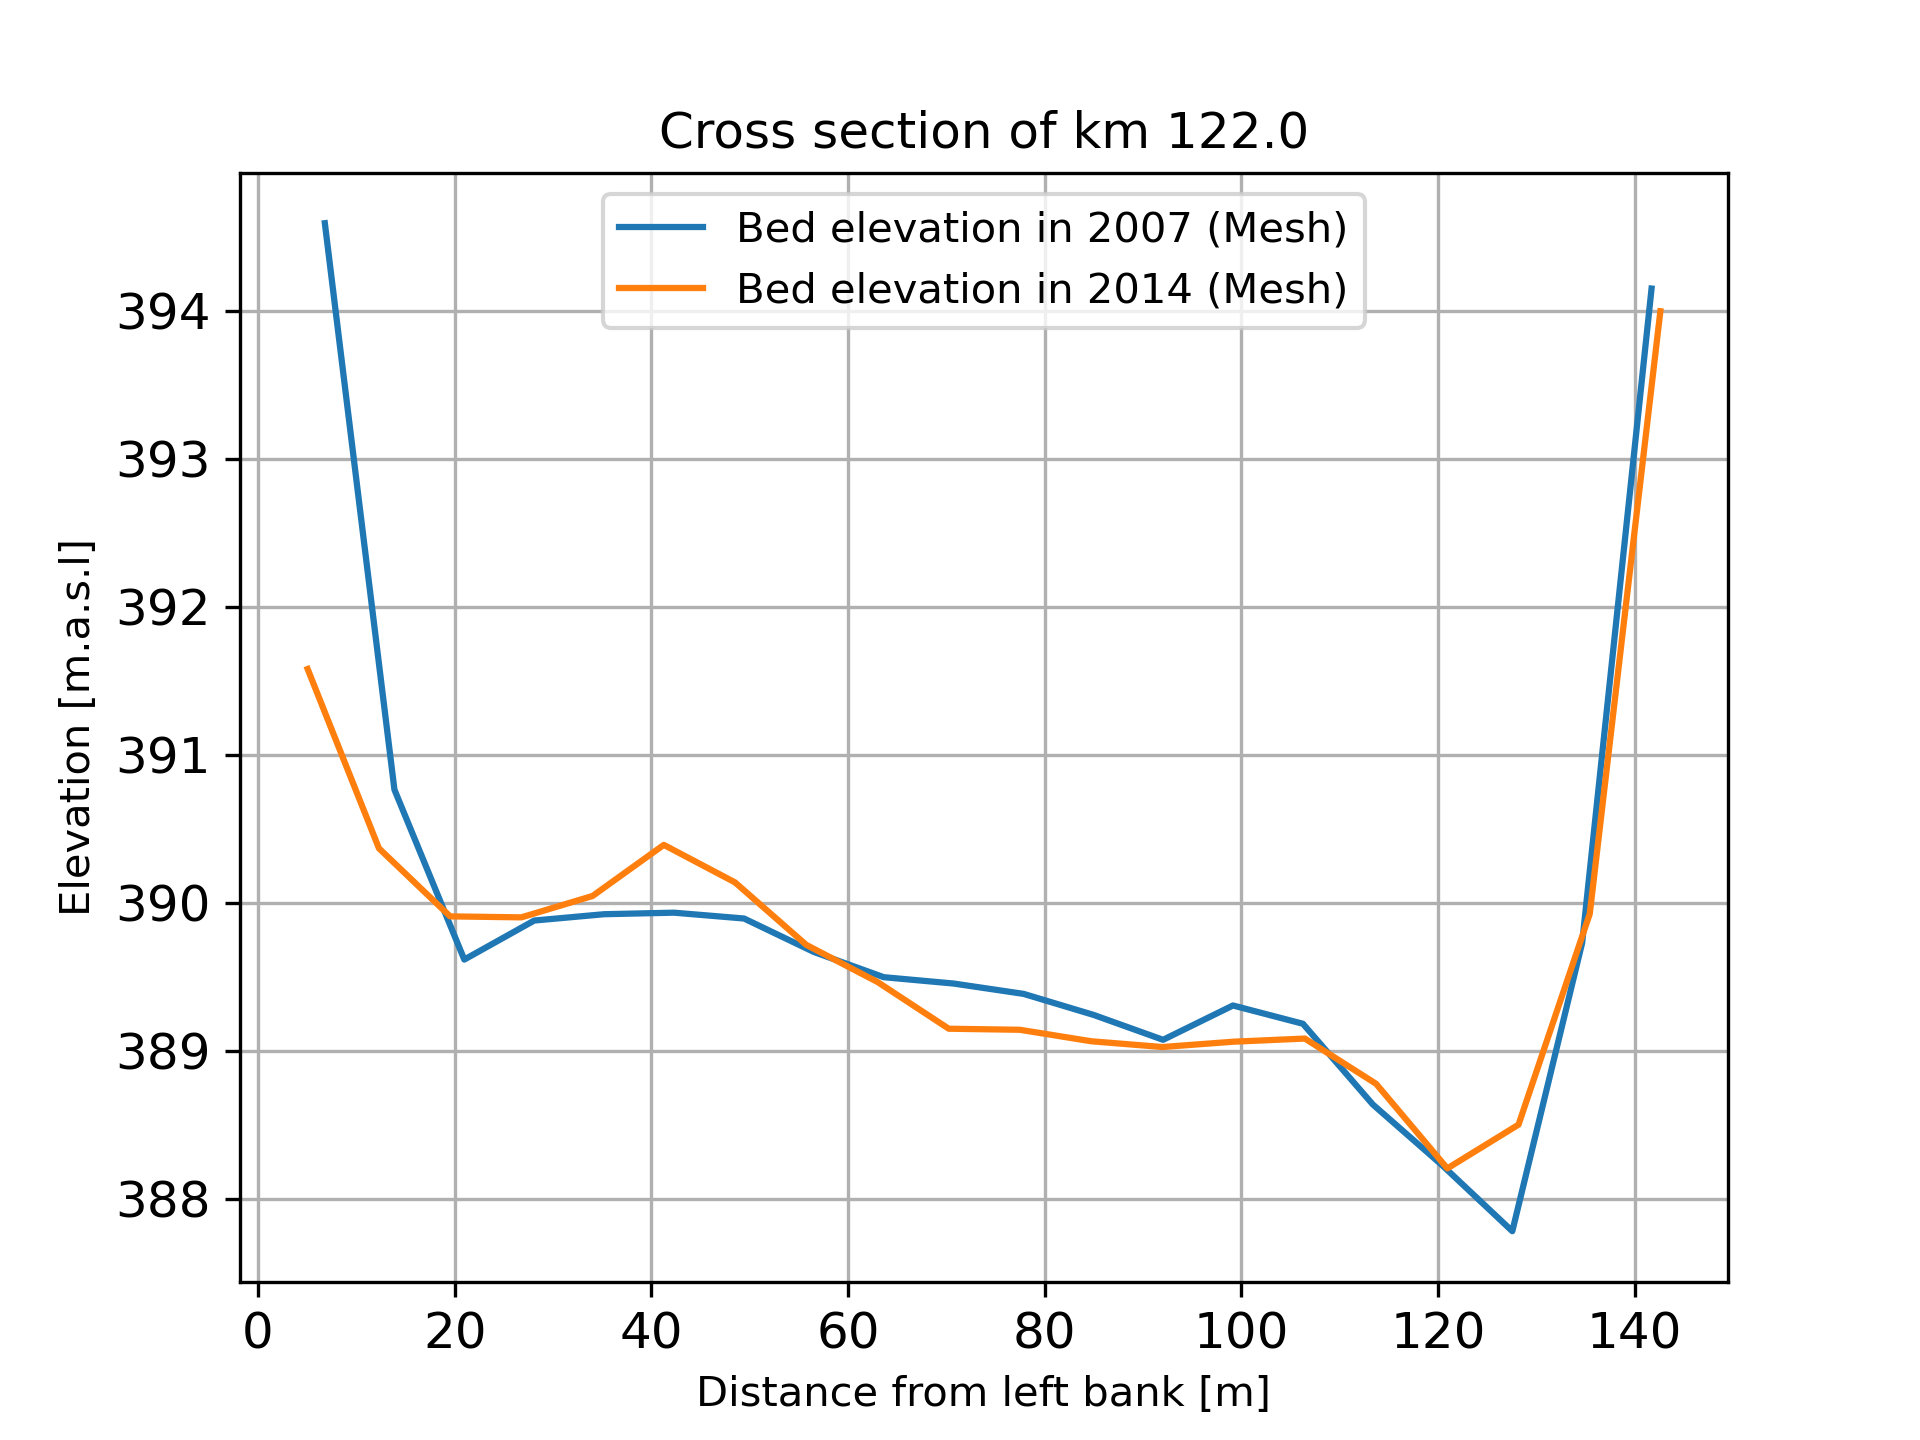 Cross section of km 122.0
Bed elevation in 2007 (Mesh)
Bed elevation in 2014 (Mesh)
394
393
392
391
390
389
388
Elevation [m.a.s.l]
0 20 40 60 80 100 120 140
Distance from left bank [m]